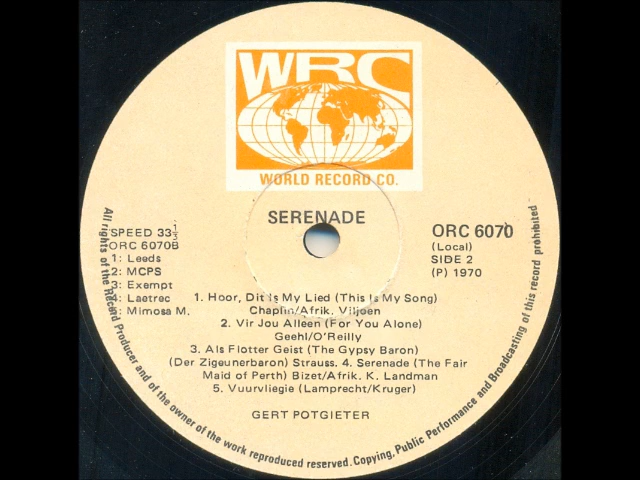 WRC
WORLD RECORD CO.
SERENADE
SPEED 33⅓
ORC 6070B
1: Leeds
2: MCPS
3: Exempt
4: Laetrec
5: Mimosa M.
ORC 6070
(Local)
SIDE 2
(P) 1970
1. Hoor, Dit Is My Lied (This Is My Song)
Chaplin/Afrik. Viljoen
2. Vir Jou Alleen (For You Alone)
Geehl/O'Reilly
3. Als Flotter Geist (The Gypsy Baron)
(Der Zigeunerbaron) Strauss. 4. Serenade (The Fair
Maid of Perth) Bizet/Afrik. K. Landman
5. Vuurvliegie (Lamprecht/Kruger)
GERT POTGIETER
All rights of the Record Producer and of the owner of the work reproduced reserved. Copying, Public Performance and Broadcasting of this record prohibited